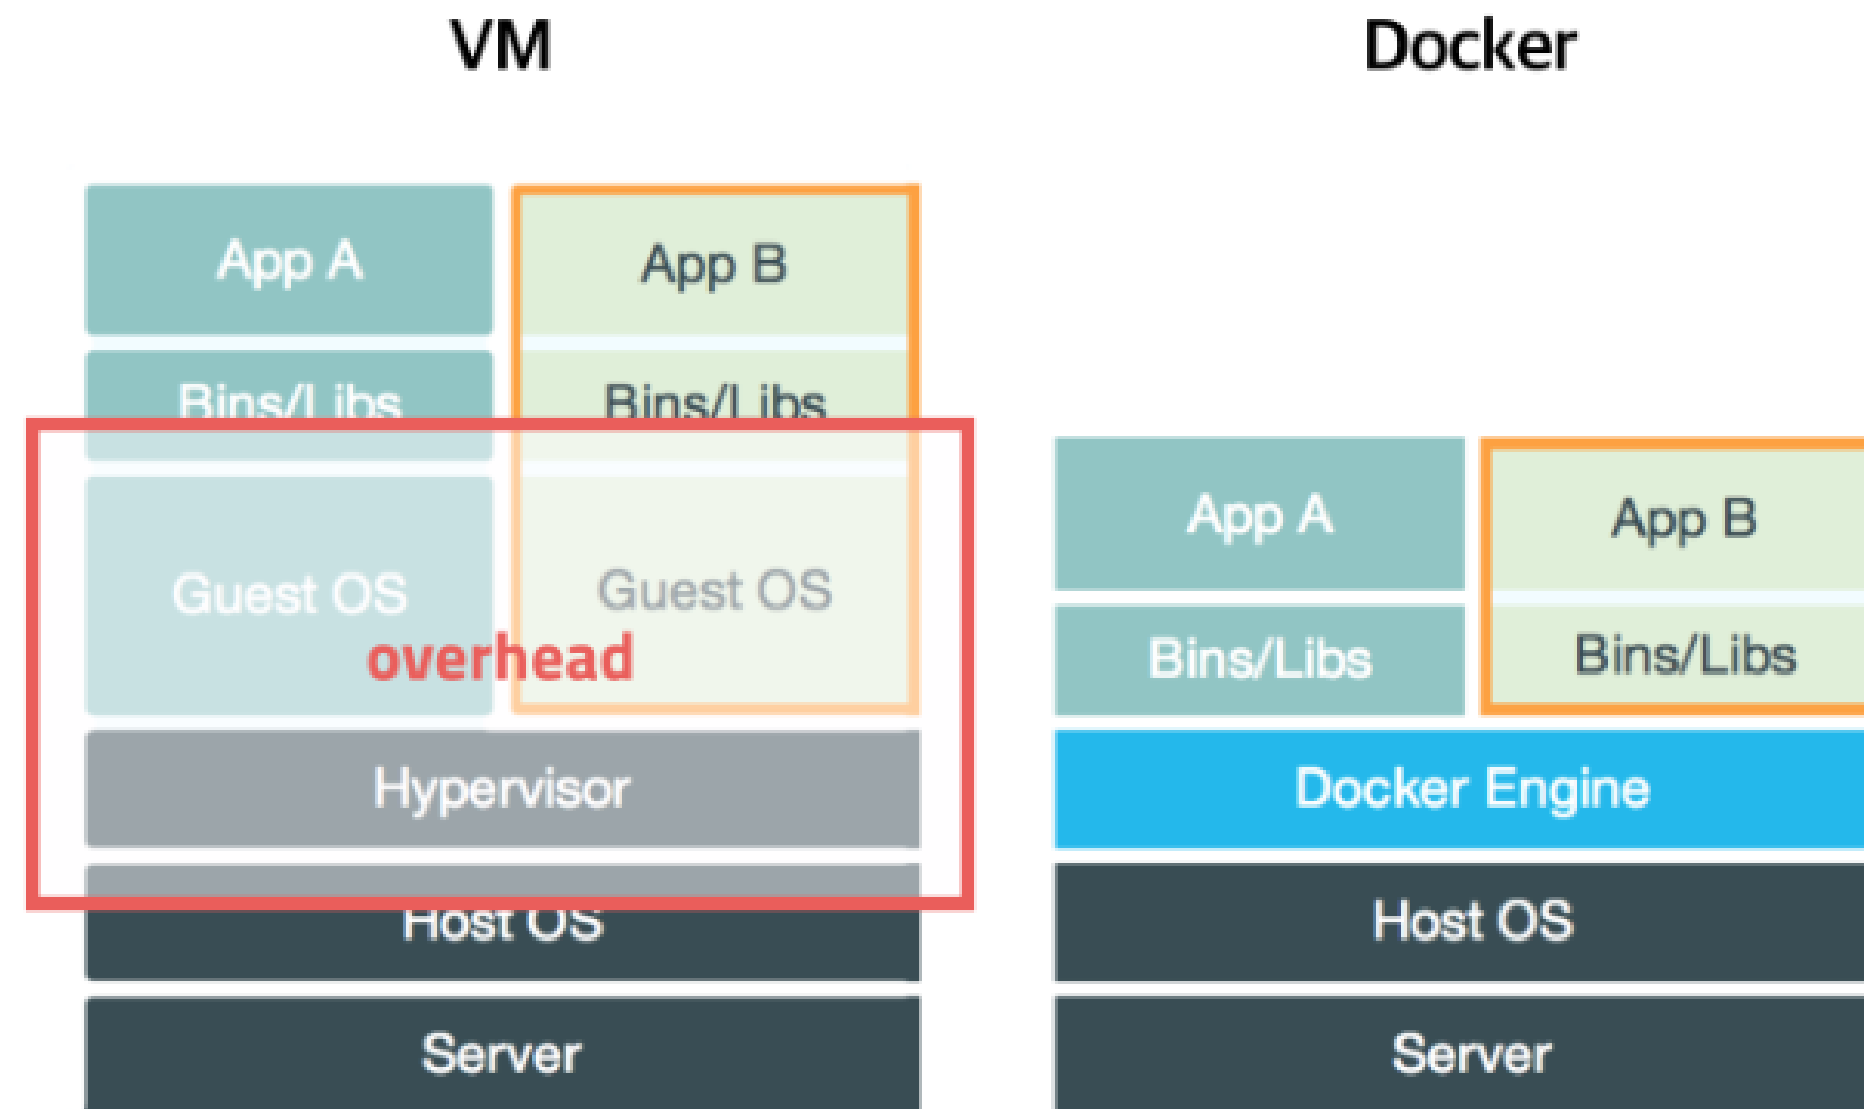 VM
App A
App B
Bins/Libs
Bins/Libs
Guest OS
Guest OS
overhead
Hypervisor
Host OS
Server
Docker
App A
App B
Bins/Libs
Bins/Libs
Docker Engine
Host OS
Server